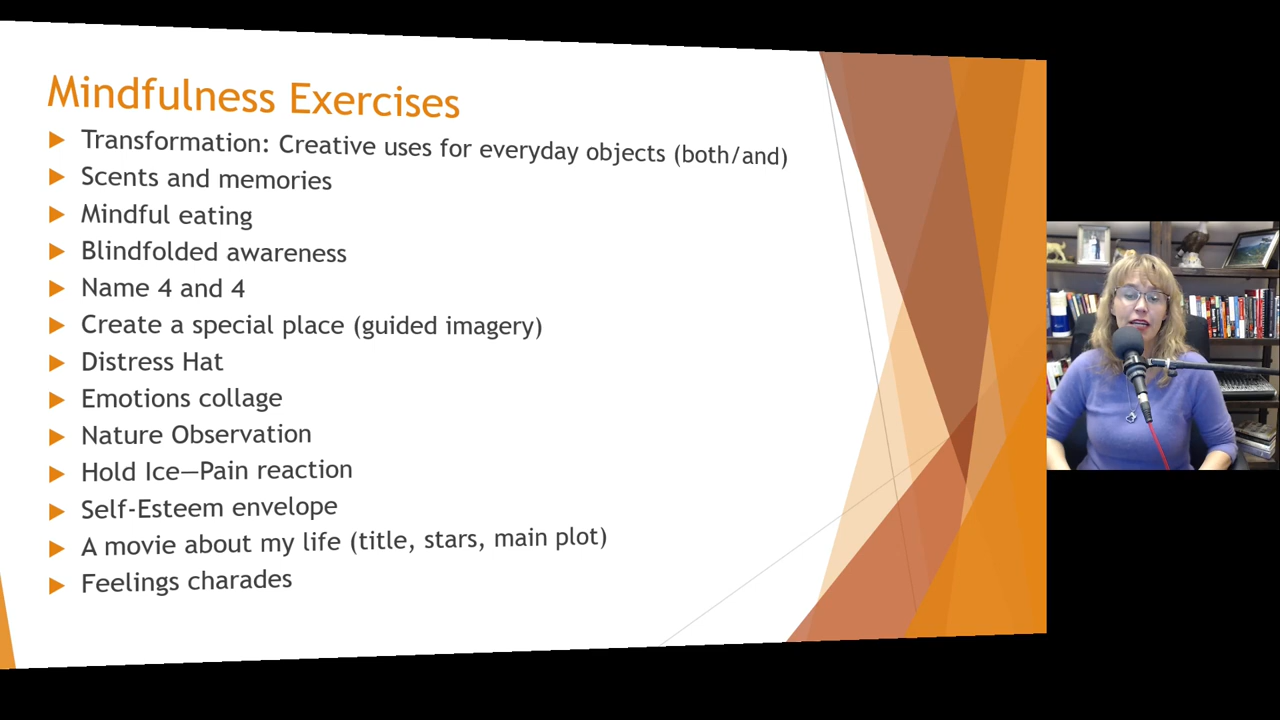 Mindfulness Exercises
Transformation: Creative uses for everyday objects (both/and)
Scents and memories
Mindful eating
Blindfolded awareness
Name 4 and 4
Create a special place (guided imagery)
Distress Hat
Emotions collage
Nature Observation
Hold Ice—Pain reaction
Self-Esteem envelope
A movie about my life (title, stars, main plot)
Feelings charades